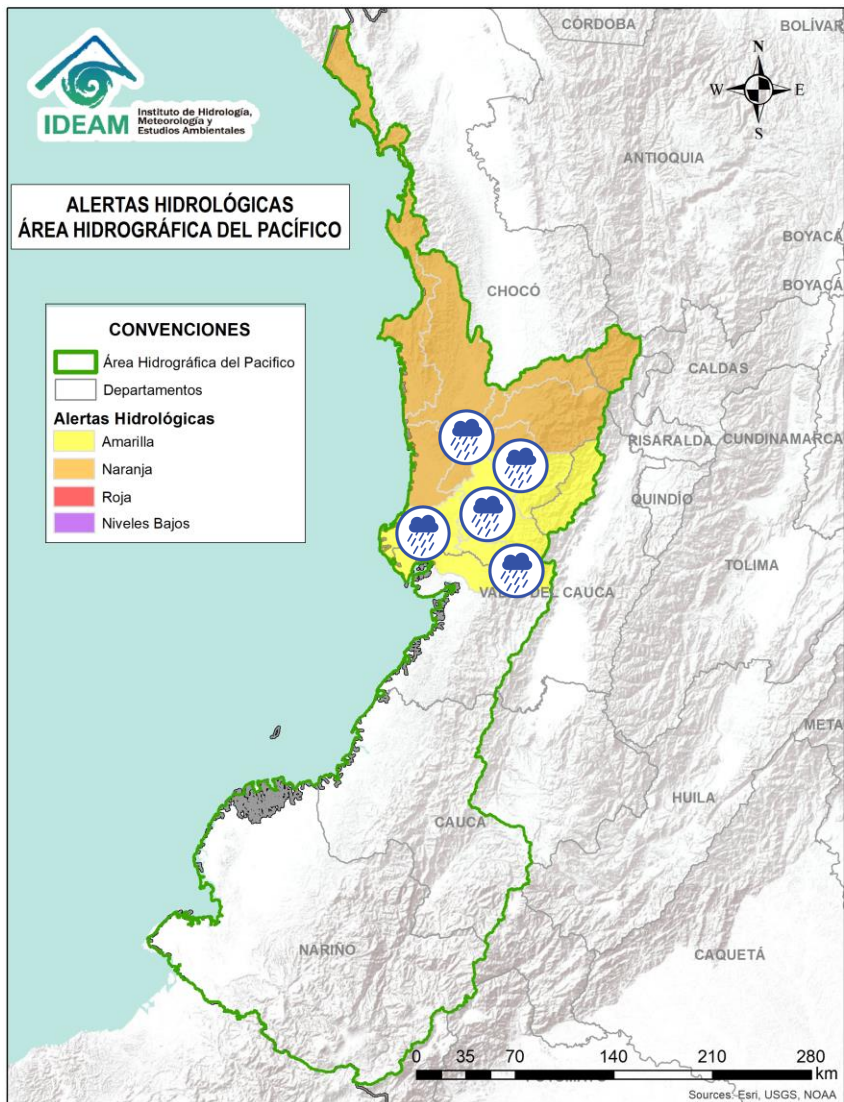 CÓRDOBA
BOLÍVAR
N
W E
S
IDEAM
Instituto de Hidrología,
Meteorología y
Estudios Ambientales
ANTIOQUIA
ALERTAS HIDROLÓGICAS
ÁREA HIDROGRÁFICA DEL PACÍFICO
BOYACÁ
BOYACÁ
CHOCÓ
CONVENCIONES
Área Hidrográfica del Pacifico
Departamentos
Alertas Hidrológicas
Amarilla
Naranja
Roja
Niveles Bajos
CALDAS
RISARALDA
CUNDINAMARCA
QUINDÍO
TOLIMA
DEL CAUCA
META
HUILA
CAUCA
NARIÑO
CAQUETÁ
0 35 70 140 210 280
km
Sources: Esri, USGS, NOAA